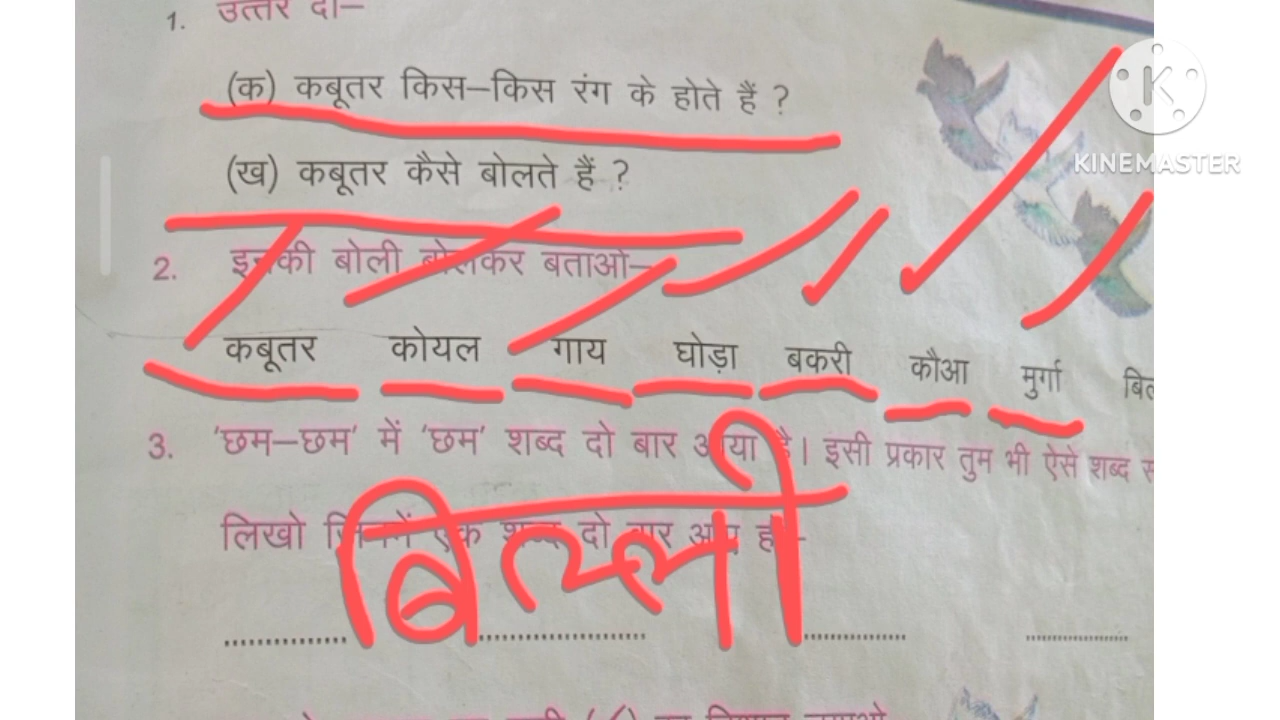 1. उत्तर दो—
(क) कबूतर किस—किस रंग के होते हैं ?
(ख) कबूतर कैसे बोलते हैं ?
2. इनकी बोली बोलकर बताओ—
कबूतर कोयल गाय घोड़ा बकरी कौआ मुर्गा
3. 'छम—छम' में 'छम' शब्द दो बार आया है। इसी प्रकार तुम भी ऐसे शब्द
लिखो जिनमें एक शब्द दो बार आए हों—
बिल्ली
KINEMASTER